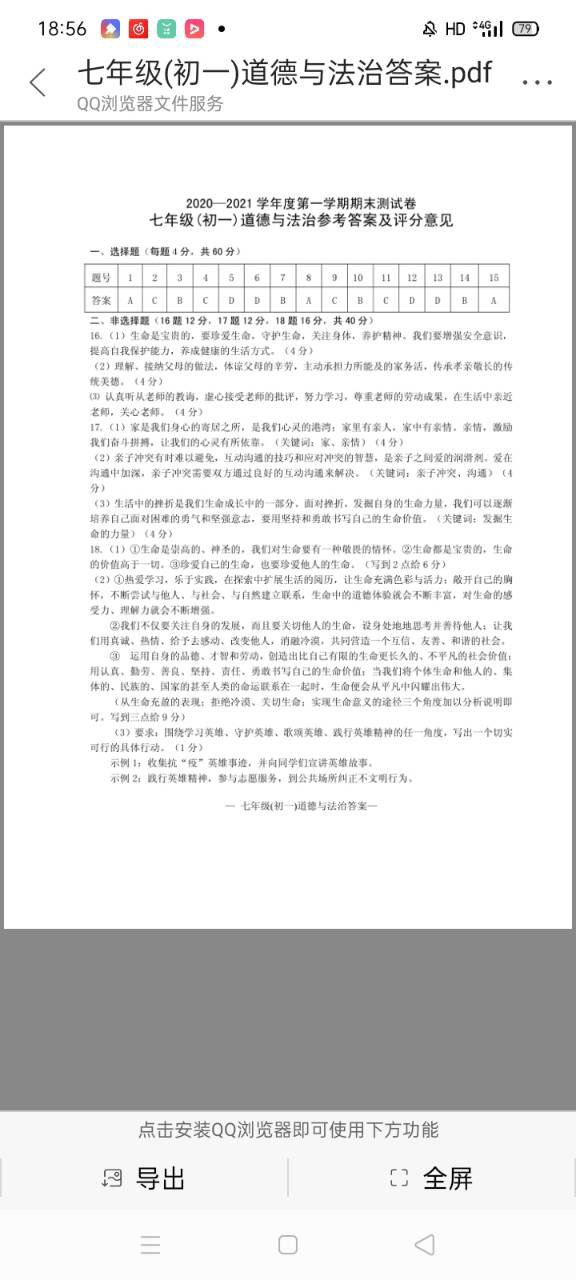 18:56
HD 4G 79
七年级(初一)道德与法治答案.pdf
QQ浏览器文件服务
2020—2021 学年度第一学期期末测试卷
七年级(初一)道德与法治参考答案及评分意见
一、选择题（每题 4 分，共 60 分）
题号 1 2 3 4 5 6 7 8 9 10 11 12 13 14 15
答案 A C B C D D B A C B C D D B A
二、非选择题（16 题 12 分，17 题 12 分，18 题 16 分，共 40 分）
16.（1）生命是宝贵的，要珍爱生命，守护生命，关注身体，养护精神。我们要增强安全意识，
提高自我保护能力，养成健康的生活方式。（4 分）
（2）理解、接纳父母的做法，体谅父母的辛劳，主动承担力所能及的家务活，传承孝亲敬长的传
统美德。（4 分）
⑶ 认真听从老师的教诲，虚心接受老师的批评，努力学习，尊重老师的劳动成果，在生活中亲近
老师，关心老师。（4 分）
17.（1）家是我们身心的寄居之所，是我们心灵的港湾；家里有亲人，家中有亲情。亲情，激励
我们奋斗拼搏，让我们的心灵有所依靠。（关键词：家、亲情）（4 分）
（2）亲子冲突有时难以避免，互动沟通的技巧和应对冲突的智慧，是亲子之间爱的润滑剂。爱在
沟通中加深，亲子冲突需要双方通过良好的互动沟通来解决。（关键词：亲子冲突、沟通）（4
分）
（3）生活中的挫折是我们生命成长中的一部分。面对挫折，发掘自身的生命力量，我们可以逐渐
培养自己面对困难的勇气和坚强意志，要用坚持和勇敢书写自己的生命价值。（关键词：发掘生
命的力量）（4 分）
18.（1）①生命是崇高的、神圣的，我们对生命要有一种敬畏的情怀。②生命都是宝贵的，生命
的价值高于一切。③珍爱自己的生命，也要珍爱他人的生命。（写到 2 点给 6 分）
（2）①热爱学习，乐于实践，在探索中扩展生活的阅历，让生命充满色彩与活力；敞开自己的胸
怀，不断尝试与他人、与社会、与自然建立联系，生命中的道德体验就会不断丰富，对生命的感
受力、理解力就会不断增强。
②我们不仅要关注自身的发展，而且要关切他人的生命，设身处地地思考并善待他人；让我
们用真诚、热情、给予去感动、改变他人，消融冷漠，共同营造一个互信、友善、和谐的社会。
③ 运用自身的品德、才智和劳动，创造出比自己有限的生命更长久的、不平凡的社会价值；
用认真、勤劳、善良、坚持、责任、勇敢书写自己的生命价值；当我们将个体生命和他人的、集
体的、民族的、国家的甚至人类的命运联系在一起时，生命便会从平凡中闪耀出伟大。
（从生命充盈的表现；拒绝冷漠、关切生命；实现生命意义的途径三个角度加以分析说明即
可。写到三点给 9 分）
（3）要求：围绕学习英雄、守护英雄、歌颂英雄、践行英雄精神的任一角度，写出一个切实
可行的具体行动。（1 分）
示例 1：收集抗“疫”英雄事迹，并向同学们宣讲英雄故事。
示例 2：践行英雄精神，参与志愿服务，到公共场所纠正不文明行为。
— 七年级(初一)道德与法治答案—
点击安装QQ浏览器即可使用下方功能
导出
全屏